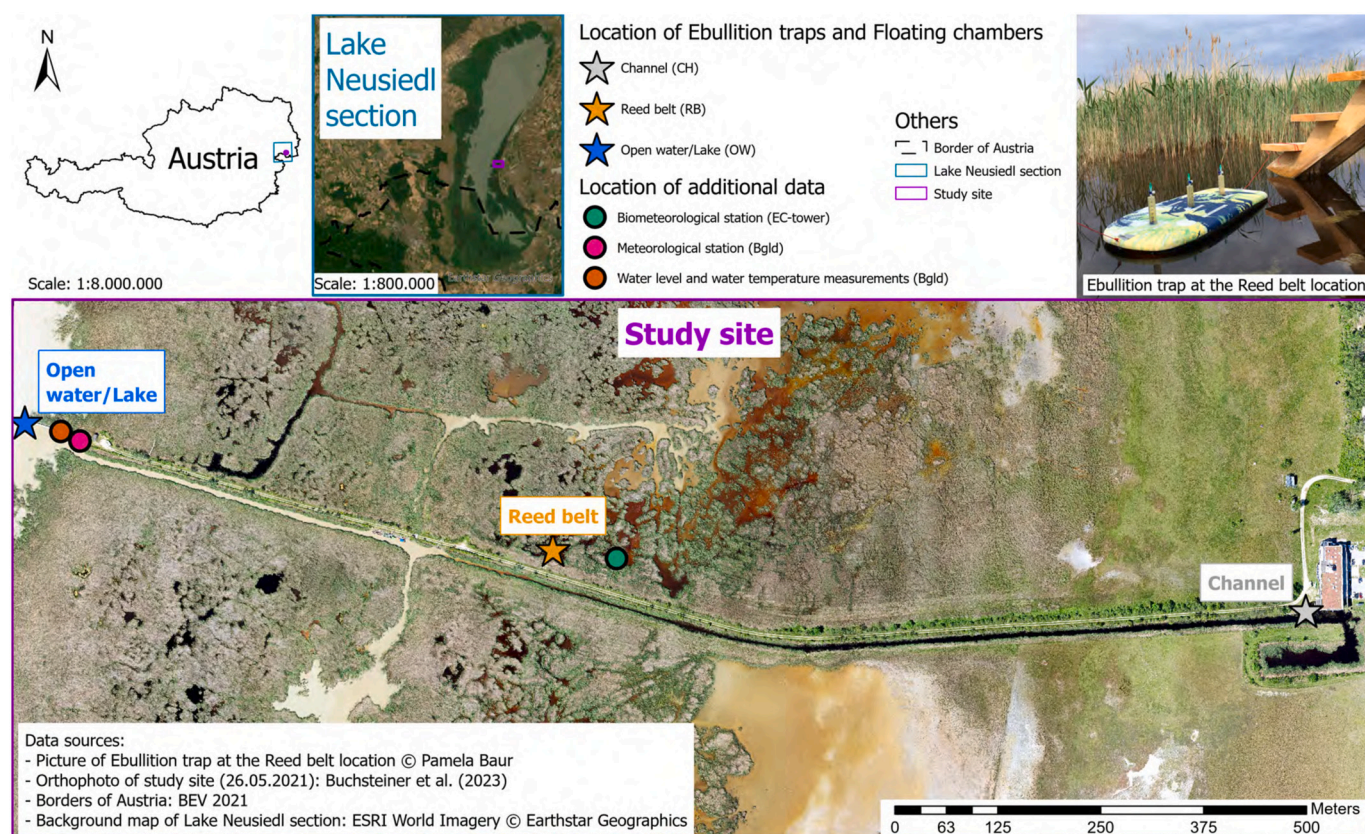 N
Austria
Scale: 1:8.000.000
Lake
Neusiedl
section
Earthstar Geographics
Scale: 1:800.000
Location of Ebullition traps and Floating chambers
Channel (CH)
Reed belt (RB)
Open water/Lake (OW)
Location of additional data
Biometeorological station (EC-tower)
Meteorological station (Bgld)
Water level and water temperature measurements (Bgld)
Others
Border of Austria
Lake Neusiedl section
Study site
Ebullition trap at the Reed belt location
Study site
Open
water/Lake
Reed belt
Channel
Data sources:
- Picture of Ebullition trap at the Reed belt location © Pamela Baur
- Orthophoto of study site (26.05.2021): Buchsteiner et al. (2023)
- Borders of Austria: BEV 2021
- Background map of Lake Neusiedl section: ESRI World Imagery © Earthstar Geographics
Meters
0 63 125 250 375 500